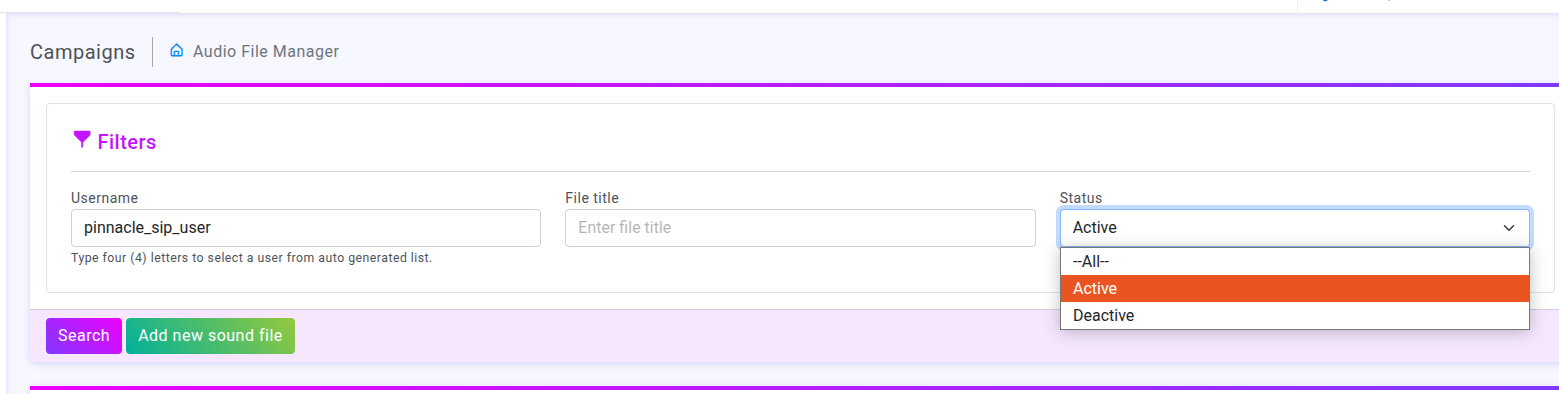 Campaigns Audio File Manager
Filters
Username File title Status
pinnacle_sip_user Enter file title Active
Type four (4) letters to select a user from auto generated list.
--All--
Active
Deactive
Search Add new sound file